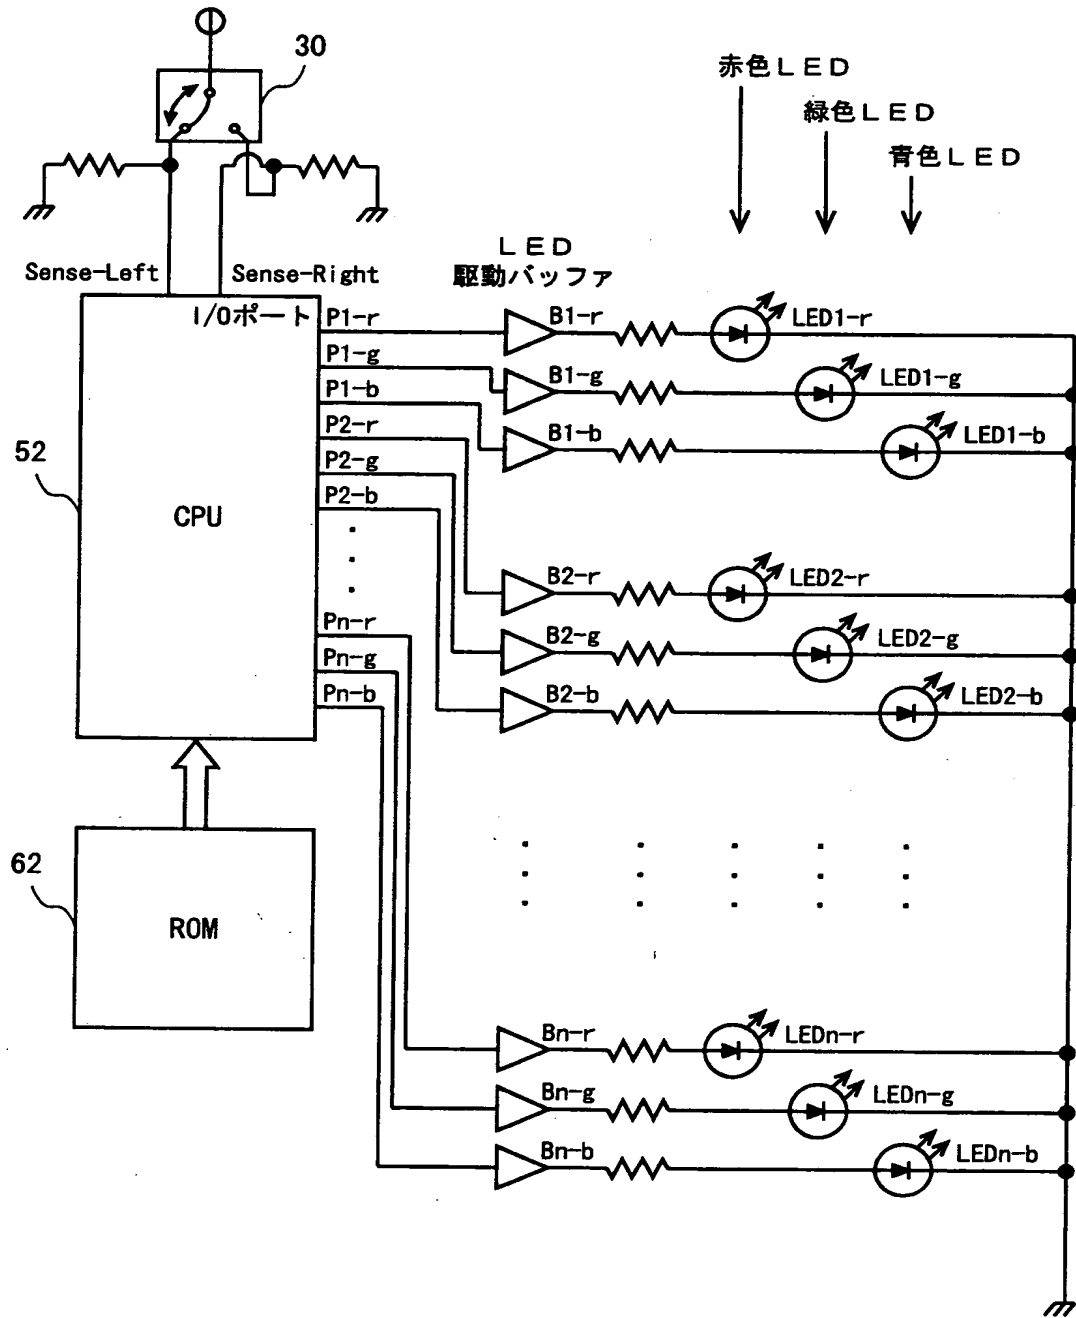 30
赤色ＬＥＤ
緑色ＬＥＤ
青色ＬＥＤ
Sense-Left
Sense-Right
ＬＥＤ
駆動バッファ
I/Oポート
P1-r
P1-g
P1-b
P2-r
P2-g
P2-b
Pn-r
Pn-g
Pn-b
52
CPU
62
ROM
B1-r
LED1-r
B1-g
LED1-g
B1-b
LED1-b
B2-r
LED2-r
B2-g
LED2-g
B2-b
LED2-b
Bn-r
LEDn-r
Bn-g
LEDn-g
Bn-b
LEDn-b